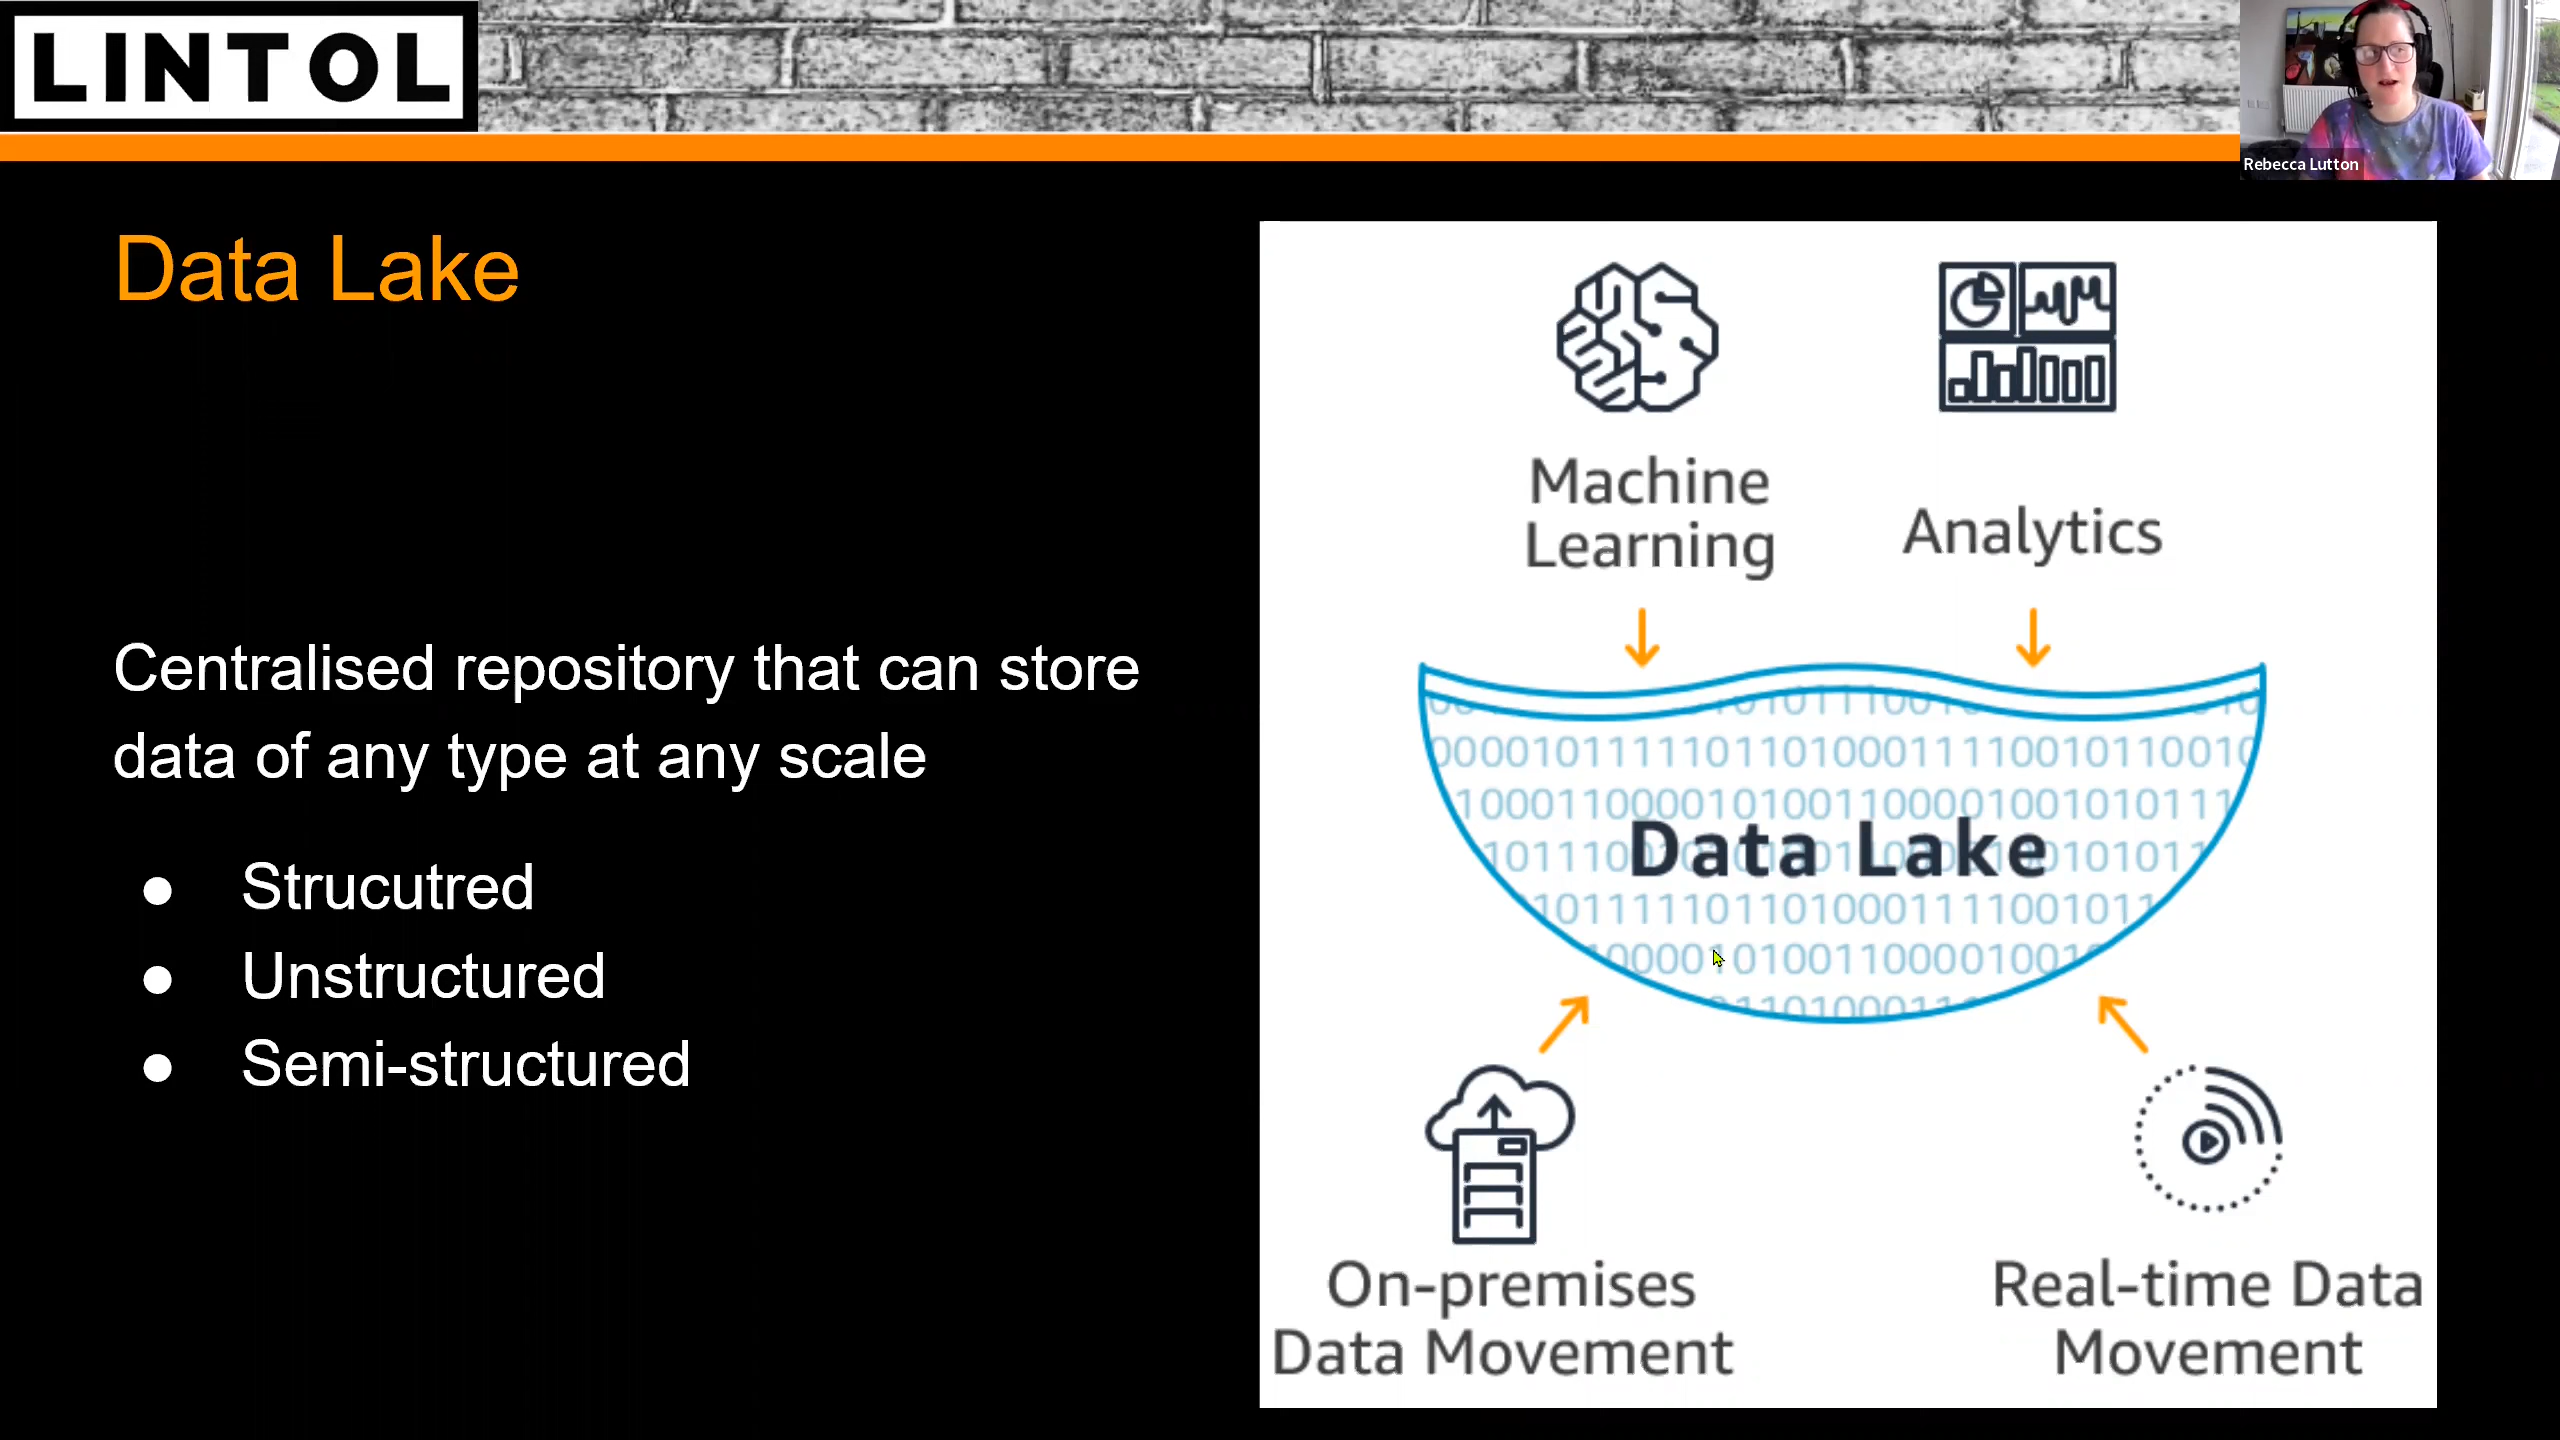 LINTOL
Rebecca Lutton
Data Lake
Centralised repository that can store
data of any type at any scale
● Strucutred
● Unstructured
● Semi-structured
Machine
Learning
Analytics
000010111110110100011110010110010
Data Lake
On-premises
Data Movement
Real-time Data
Movement